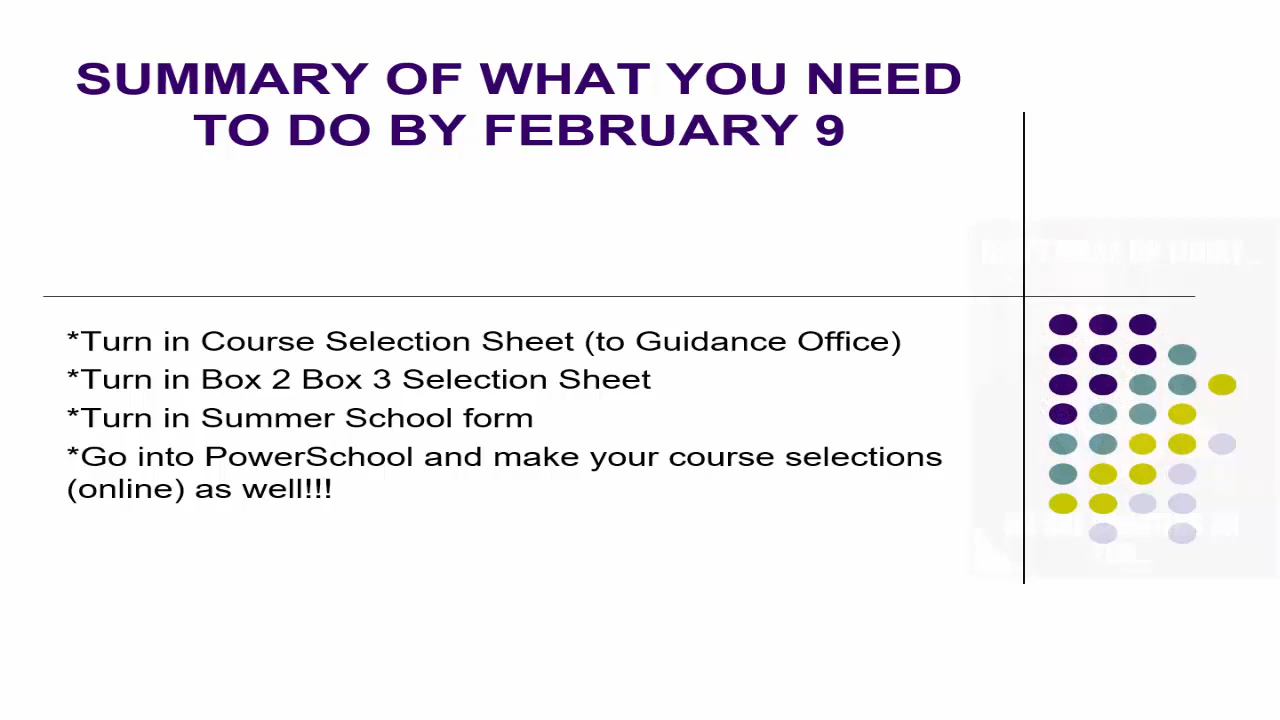 SUMMARY OF WHAT YOU NEED
TO DO BY FEBRUARY 9
*Turn in Course Selection Sheet (to Guidance Office)
*Turn in Box 2 Box 3 Selection Sheet
*Turn in Summer School form
*Go into PowerSchool and make your course selections
(online) as well!!!